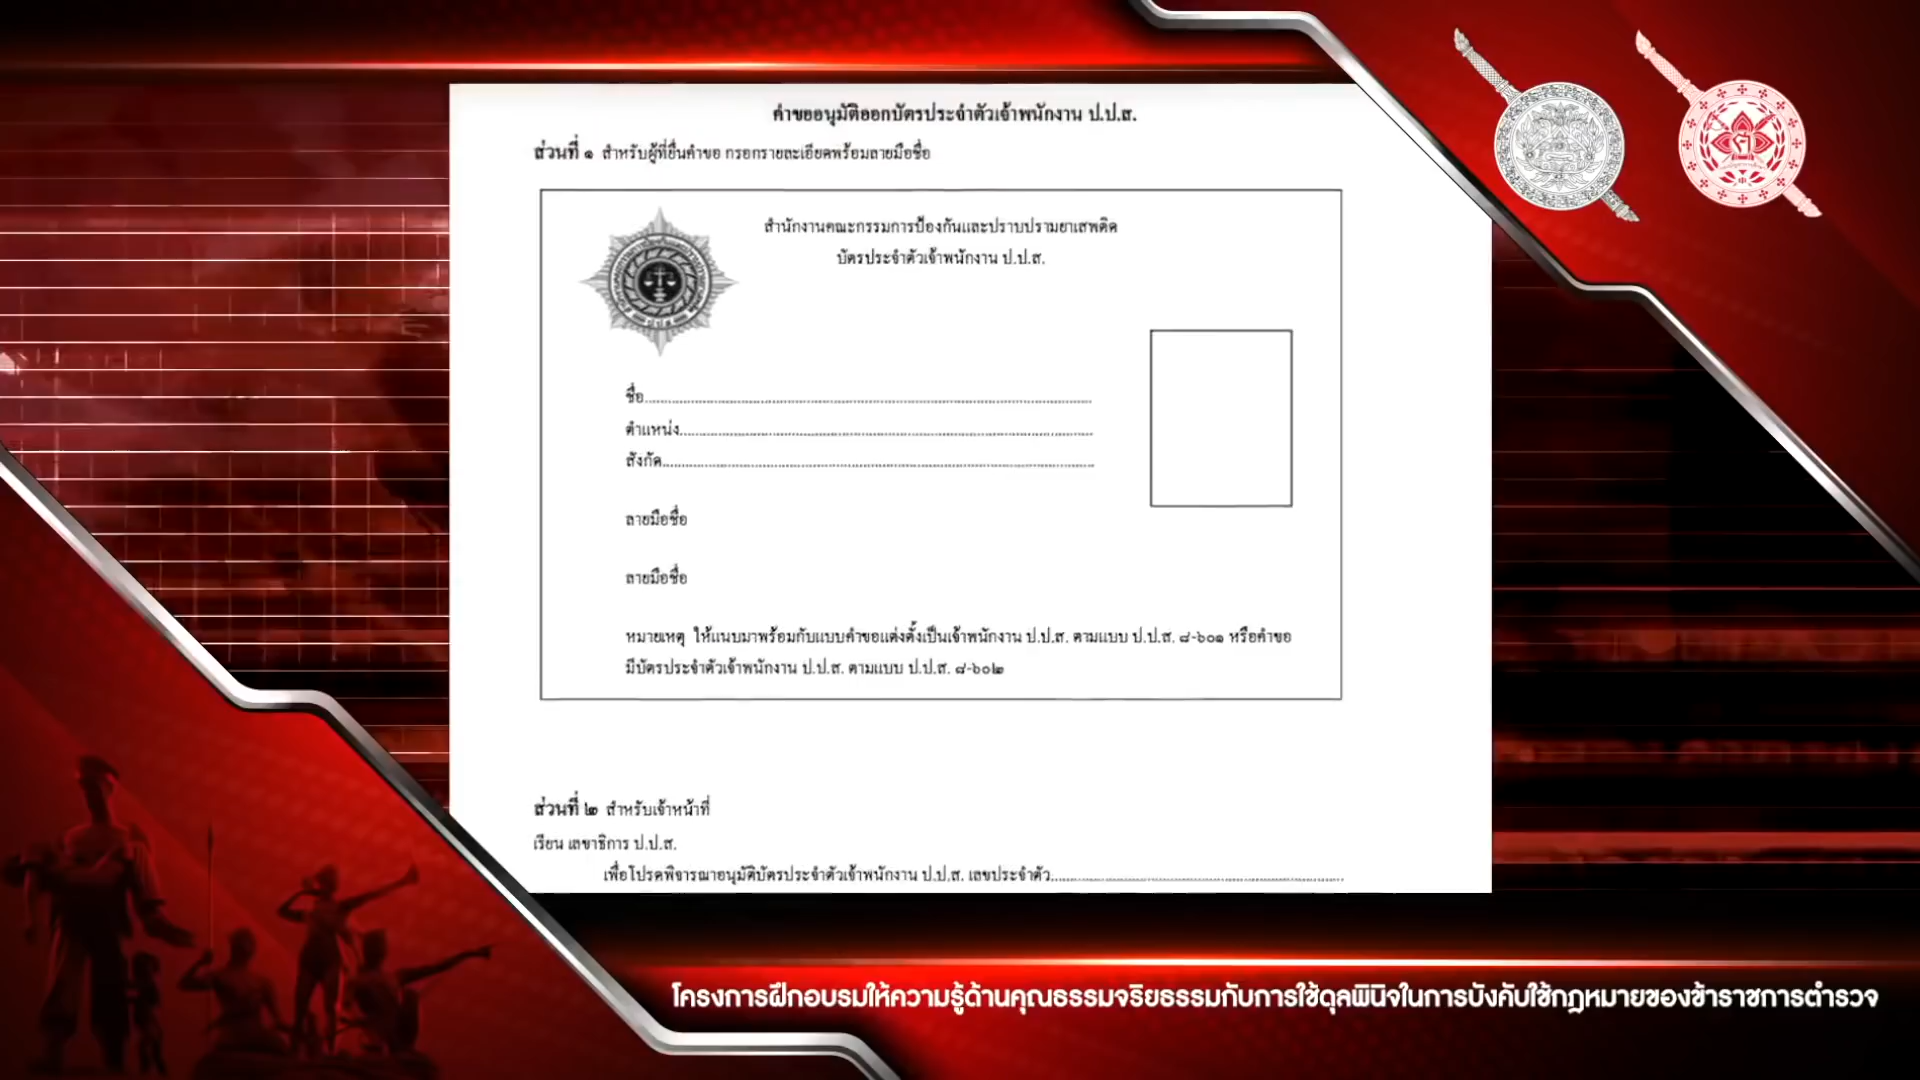 คำขออนุมัติออกบัตรประจำตัวเจ้าพนักงาน ป.ป.ส.
ส่วนที่ ๑ สำหรับผู้ที่ยื่นคำขอ กรอกรายละเอียดพร้อมลายมือชื่อ
สำนักงานคณะกรรมการป้องกันและปราบปรามยาเสพติด
บัตรประจำตัวเจ้าพนักงาน ป.ป.ส.
ชื่อ
ตำแหน่ง
สังกัด
ลายมือชื่อ
ลายมือชื่อ
หมายเหตุ ให้แนบมาพร้อมกับแบบคำขอแต่งตั้งเป็นเจ้าพนักงาน ป.ป.ส. ตามแบบ ป.ป.ส. ๘-๖๐๑ หรือคำขอ
มีบัตรประจำตัวเจ้าพนักงาน ป.ป.ส. ตามแบบ ป.ป.ส. ๘-๖๐๒
ส่วนที่ ๒ สำหรับเจ้าหน้าที่
เรียน เลขาธิการ ป.ป.ส.
เพื่อโปรดพิจารณาอนุมัติบัตรประจำตัวเจ้าพนักงาน ป.ป.ส. เลขประจำตัว
โครงการฝึกอบรมให้ความรู้ด้านคุณธรรมจริยธรรมกับการใช้ดุลพินิจในการบังคับใช้กฎหมายของข้าราชการตำรวจ